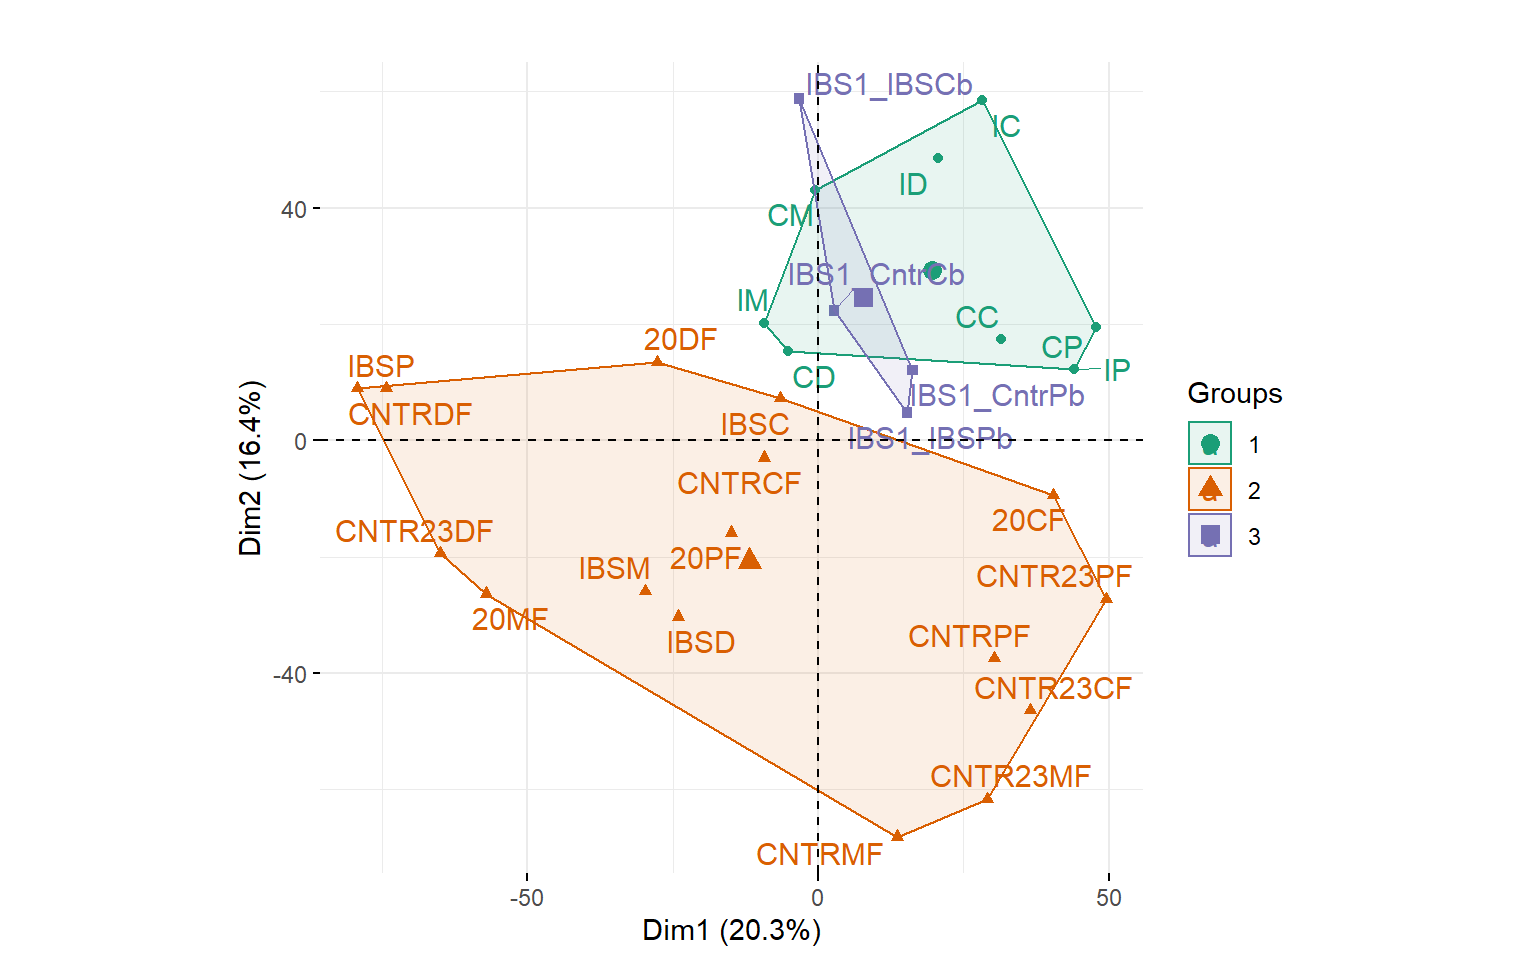 IBS1_IBSCb
IC
ID
CM
40
IBS1_CntrCb
IM
CC
20DF
CP
IBSP
IP
CD
CNTRDF
IBS1_CntrPb
IBSC
0
IBS1_IBSPb
CNTRCF
20CF
CNTR23DF
20PF
IBSM
CNTR23PF
20MF
IBSD
CNTRPF
-40
CNTR23CF
CNTR23MF
CNTRMF
-50
0
50
Dim1 (20.3%)
Dim2 (16.4%)
Groups
a 1
a 2
a 3